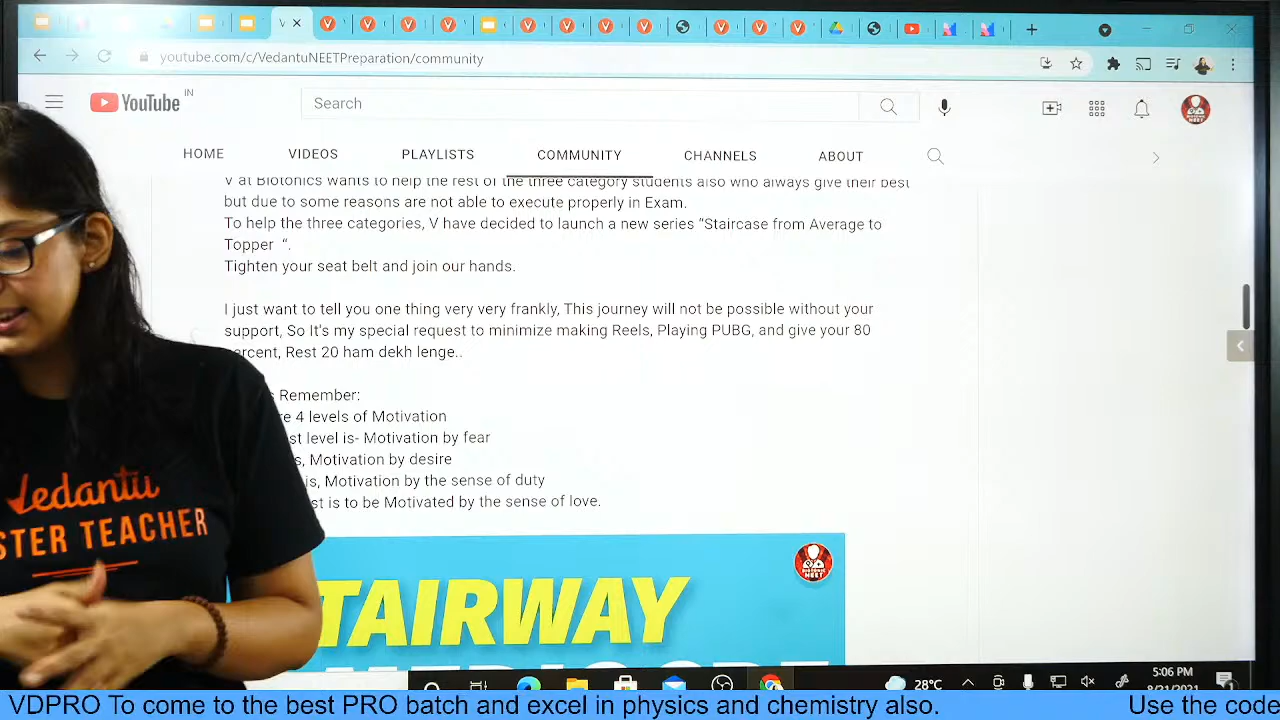 youtube.com/c/VedantuNEETPreparation/community
YouTube IN
Search
HOME VIDEOS PLAYLISTS COMMUNITY CHANNELS ABOUT
V at Biotonics wants to help the rest of the three category students also who always give their best
but due to some reasons are not able to execute properly in Exam.
To help the three categories, V have decided to launch a new series “Staircase from Average to
Topper “.
Tighten your seat belt and join our hands.
I just want to tell you one thing very very frankly, This journey will not be possible without your
support, So It's my special request to minimize making Reels, Playing PUBG, and give your 80
percent, Rest 20 ham dekh lenge..
s Remember:
re 4 levels of Motivation
st level is- Motivation by fear
s, Motivation by desire
is, Motivation by the sense of duty
st is to be Motivated by the sense of love.
BIOTONIC
NEET
TAIRWAY
Vedantu
STER TEACHER
28°C
5:06 PM
8/21/2021
VDPRO To come to the best PRO batch and excel in physics and chemistry also. Use the code